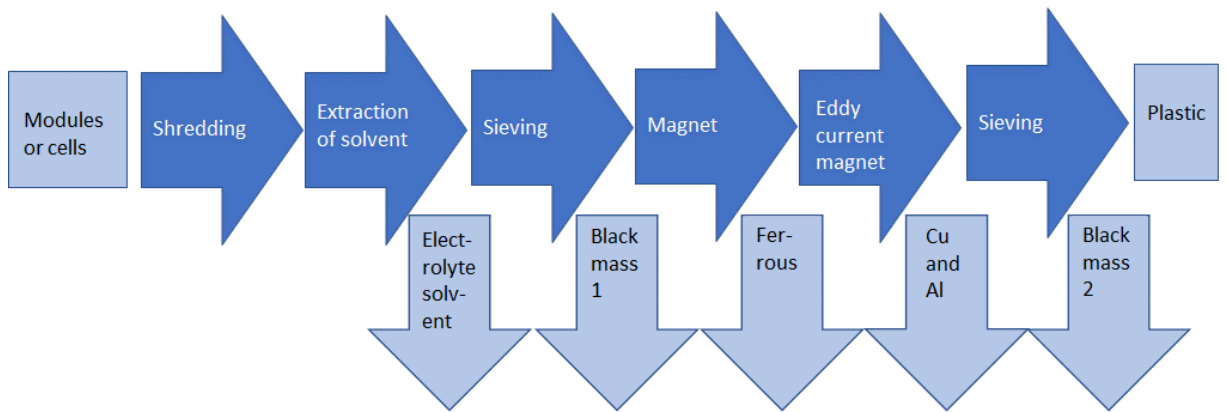 Modules
or cells
Shredding
Extraction
of solvent
Sieving
Magnet
Eddy
current
magnet
Sieving
Plastic
Elect-
rolyte
solv-
ent
Black
mass
1
Fer-
rous
Cu
and
Al
Black
mass
2